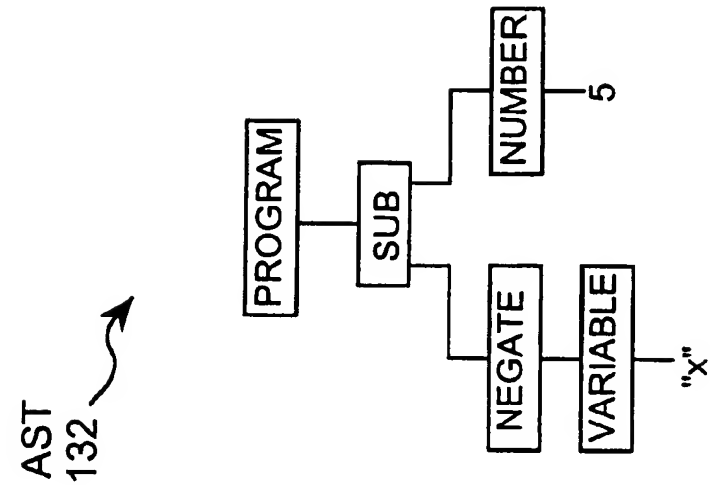 AST
132
PROGRAM
SUB
NEGATE
NUMBER
VARIABLE
5
"x"